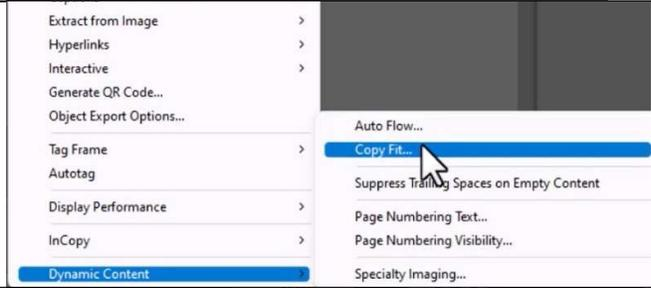 Extract from Image
Hyperlinks
Interactive
Generate QR Code...
Object Export Options...
Tag Frame
Autotag
Display Performance
InCopy
Dynamic Content
Auto Flow...
Copy Fit...
Suppress Trailing Spaces on Empty Content
Page Numbering Text...
Page Numbering Visibility...
Specialty Imaging...